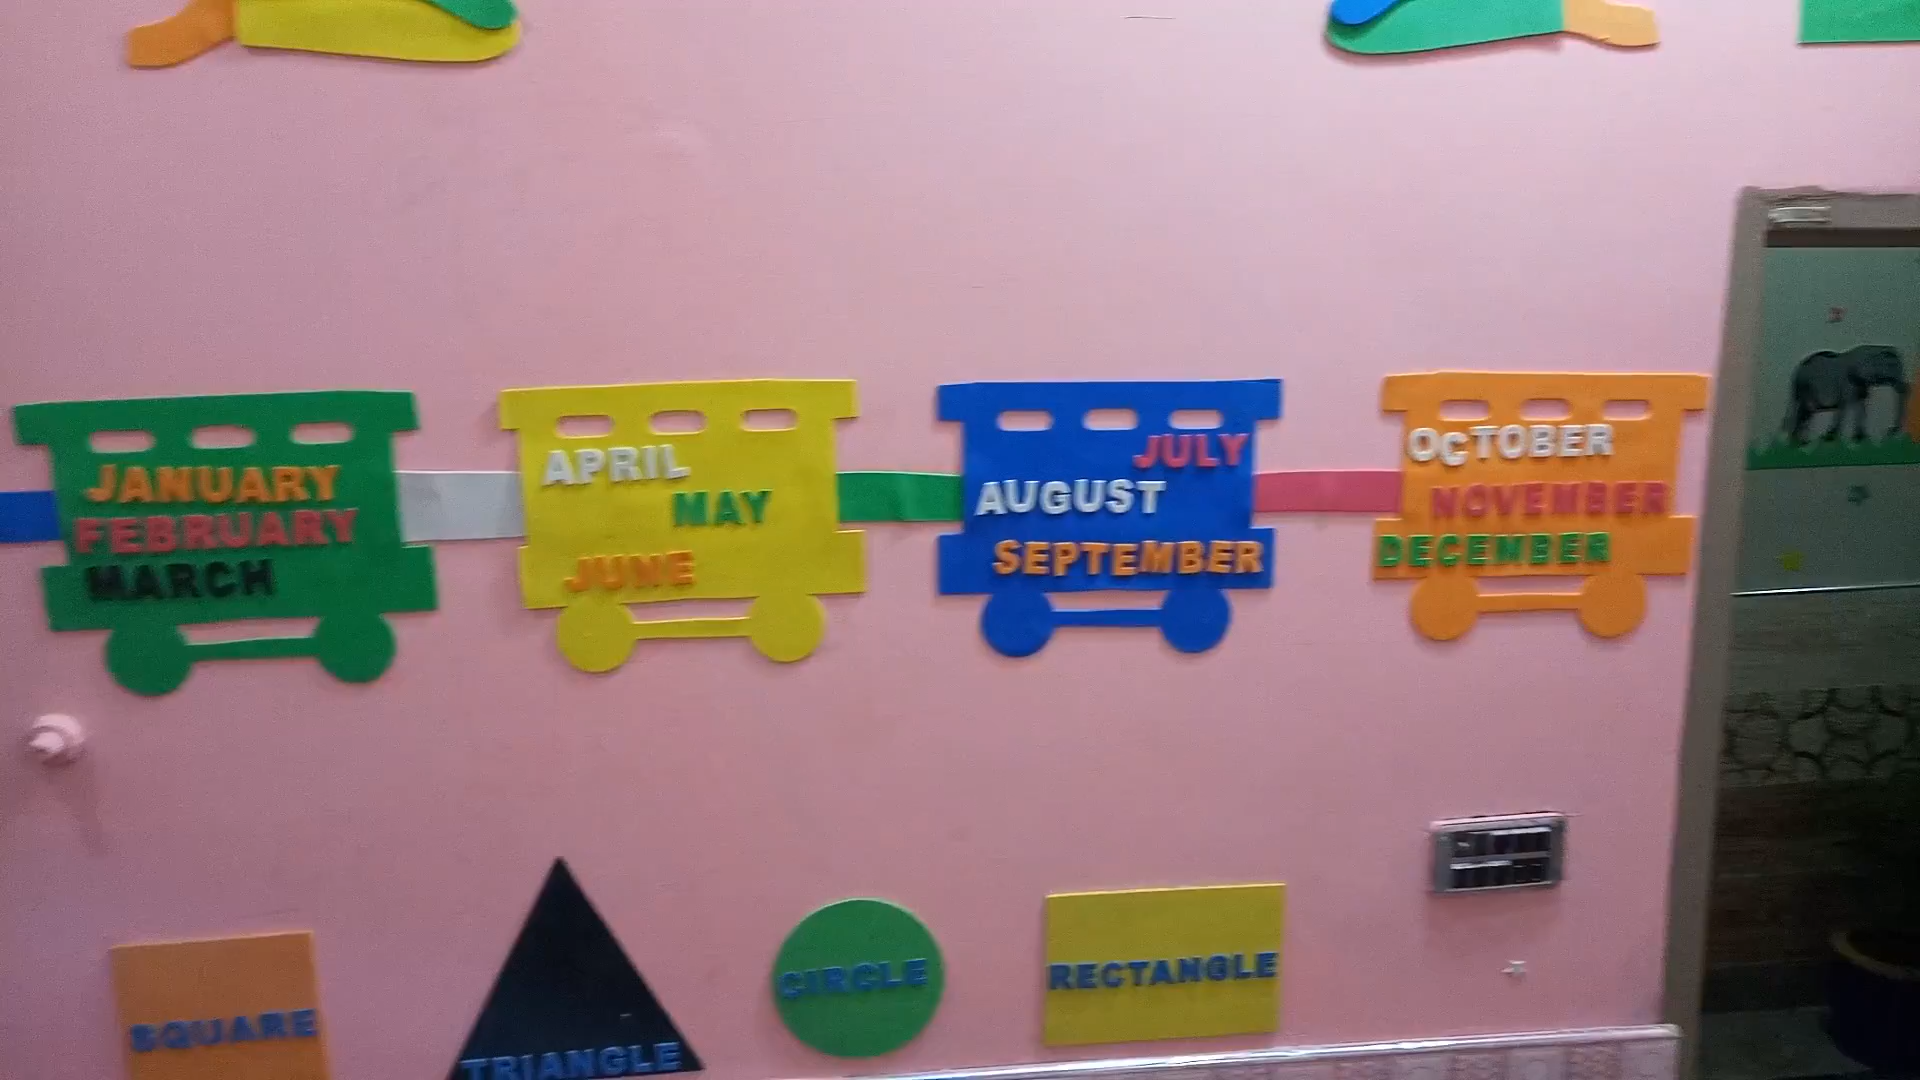 JANUARY
FEBRUARY
MARCH
APRIL
MAY
JUNE
JULY
AUGUST
SEPTEMBER
OCTOBER
NOVEMBER
DECEMBER
SQUARE
TRIANGLE
CIRCLE
RECTANGLE